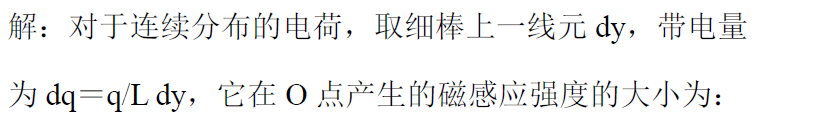 解：对于连续分布的电荷，取细棒上一线元 dy，带电量
为 dq＝q/L dy，它在 O 点产生的磁感应强度的大小为：